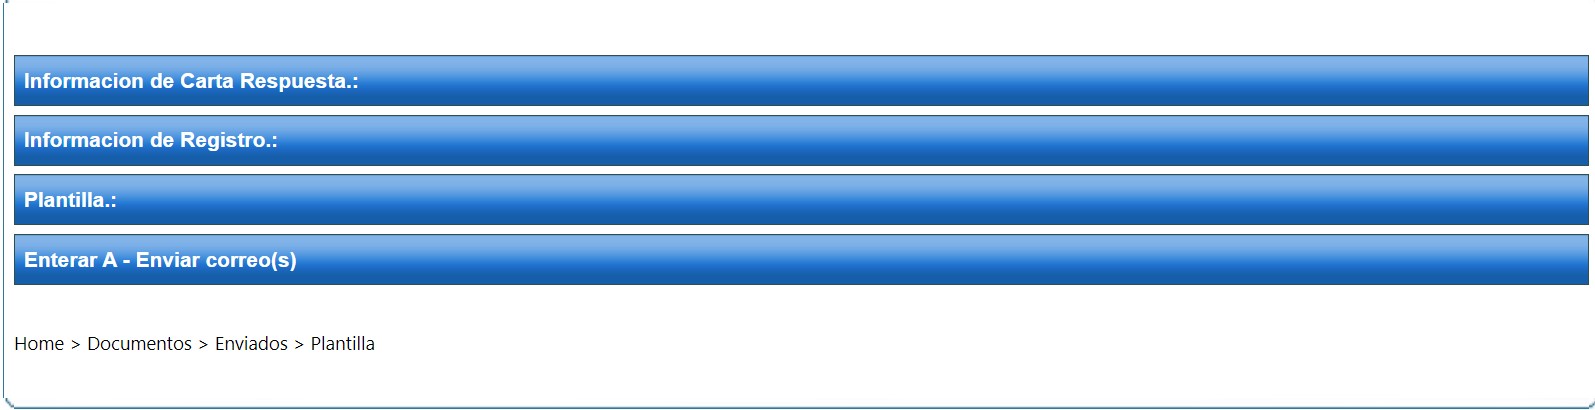 Informacion de Carta Respuesta.:
Informacion de Registro.:
Plantilla.:
Enterar A - Enviar correo(s)
Home > Documentos > Enviados > Plantilla